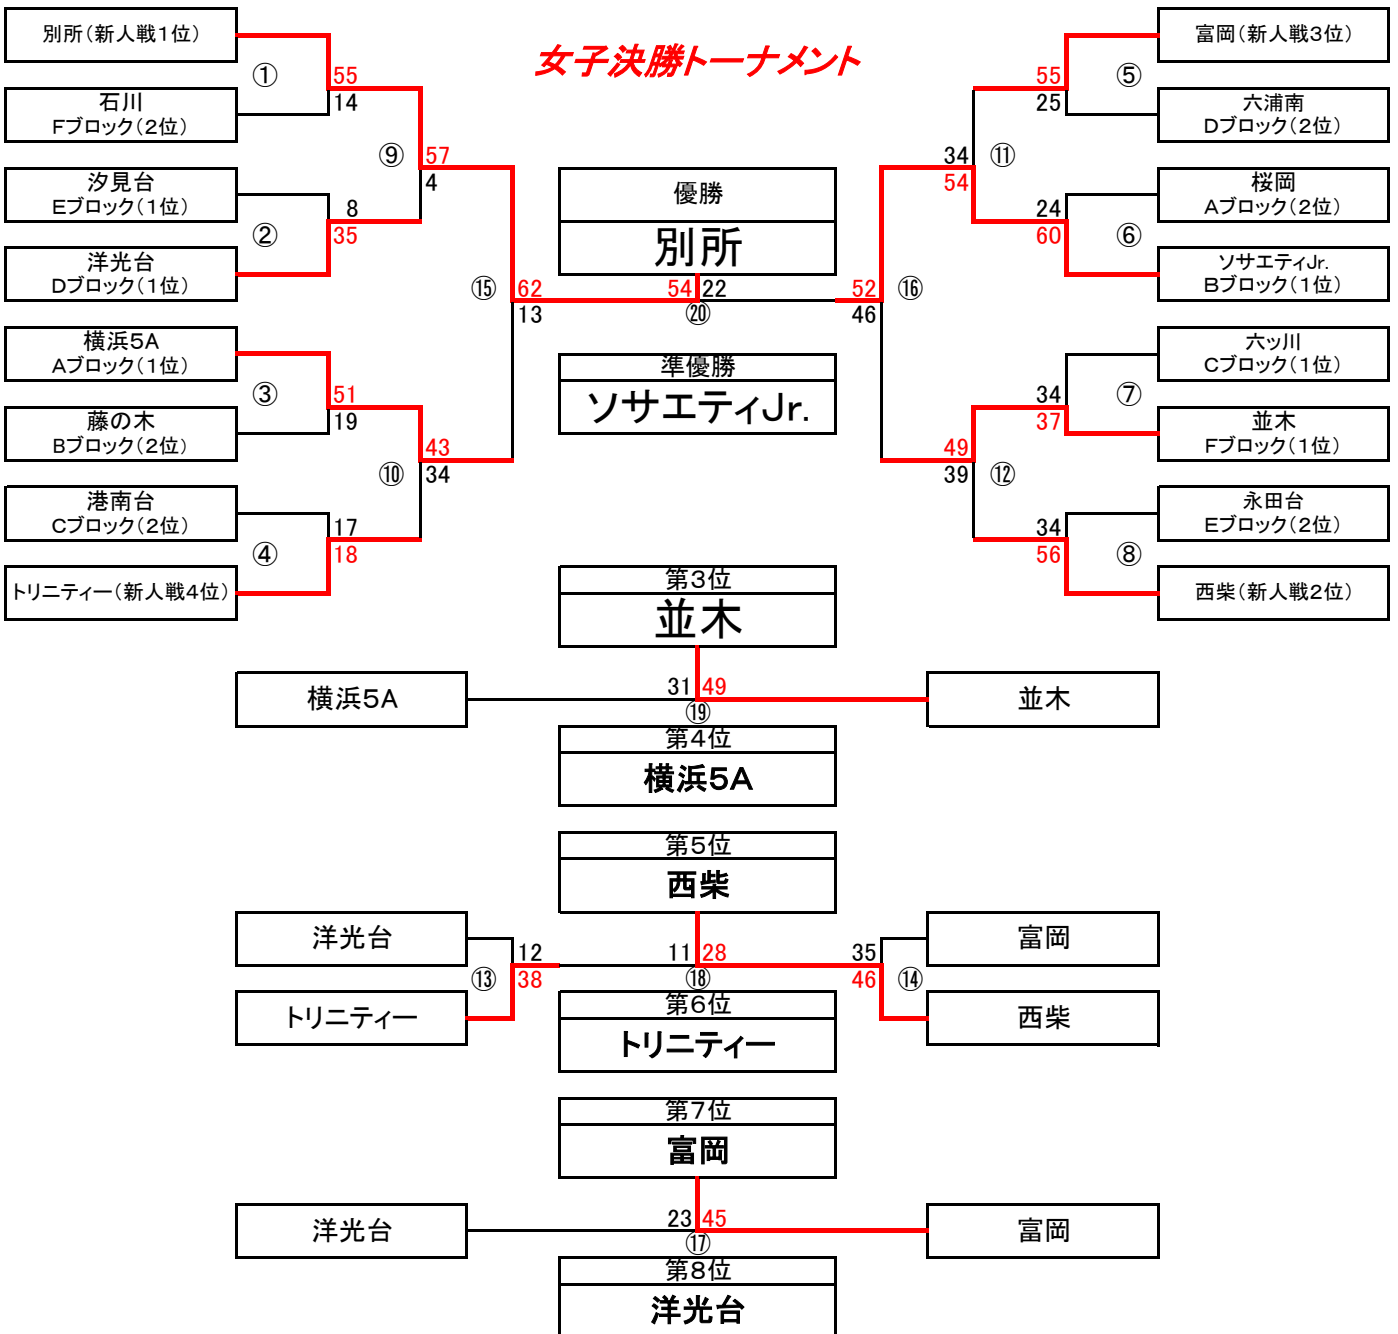 女子決勝トーナメント
別所(新人戦1位)
①
55
14
石川
Fブロック(2位)
⑨
57
4
汐見台
Eブロック(1位)
②
8
35
洋光台
Dブロック(1位)
⑮
62
13
横浜5A
Aブロック(1位)
③
51
19
藤の木
Bブロック(2位)
⑩
43
34
港南台
Cブロック(2位)
④
17
18
トリニティー(新人戦4位)
優勝
別所
54
22
⑳
準優勝
ソサエティJr.
富岡(新人戦3位)
55
⑤
25
六浦南
Dブロック(2位)
34
⑪
54
桜岡
Aブロック(2位)
24
⑥
60
ソサエティJr.
Bブロック(1位)
52
⑯
46
六ッ川
Cブロック(1位)
34
⑦
37
並木
Fブロック(1位)
49
39
⑫
永田台
Eブロック(2位)
34
56
⑧
西柴(新人戦2位)
第3位
並木
横浜5A
31
49
並木
⑲
第4位
横浜5A
第5位
西柴
洋光台
12
11
28
35
富岡
⑬
38
⑱
46
⑭
トリニティー
西柴
第6位
トリニティー
第7位
富岡
洋光台
23
45
富岡
⑰
第8位
洋光台